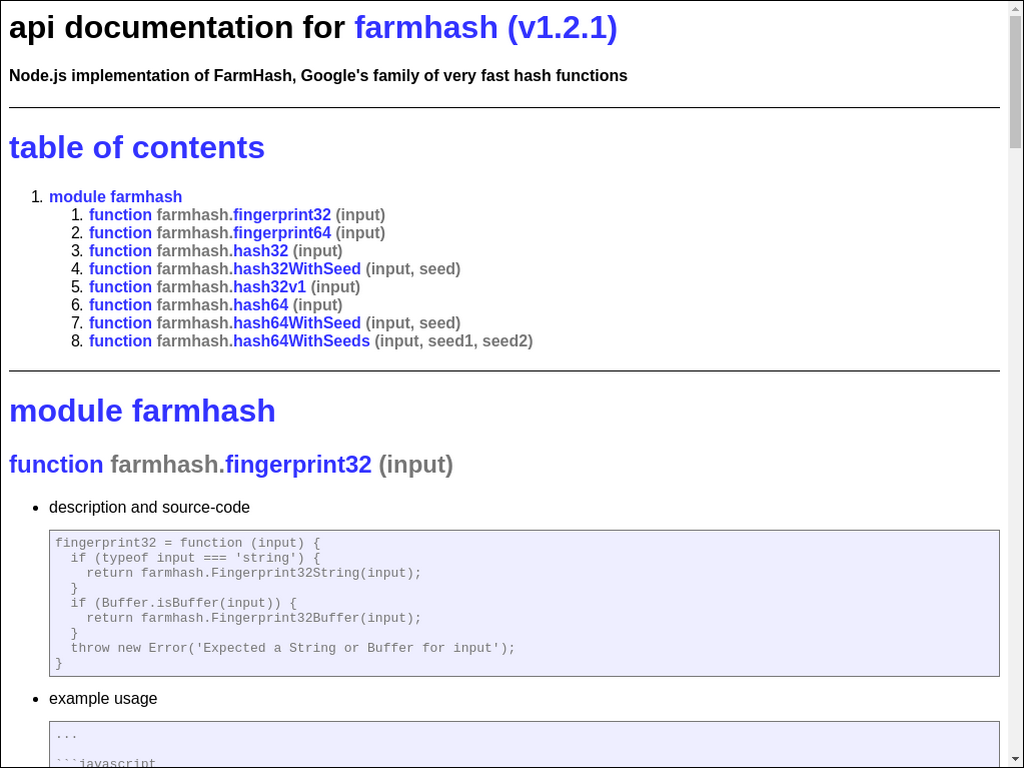 api documentation for farmhash (v1.2.1)
Node.js implementation of FarmHash, Google's family of very fast hash functions
table of contents
1. module farmhash
1. function farmhash.fingerprint32 (input)
2. function farmhash.fingerprint64 (input)
3. function farmhash.hash32 (input)
4. function farmhash.hash32WithSeed (input, seed)
5. function farmhash.hash32v1 (input)
6. function farmhash.hash64 (input)
7. function farmhash.hash64WithSeed (input, seed)
8. function farmhash.hash64WithSeeds (input, seed1, seed2)
module farmhash
function farmhash.fingerprint32 (input)
• description and source-code
fingerprint32 = function (input) {
  if (typeof input === 'string') {
    return farmhash.Fingerprint32String(input);
  }
  if (Buffer.isBuffer(input)) {
    return farmhash.Fingerprint32Buffer(input);
  }
  throw new Error('Expected a String or Buffer for input');
}
• example usage
...
```javascript